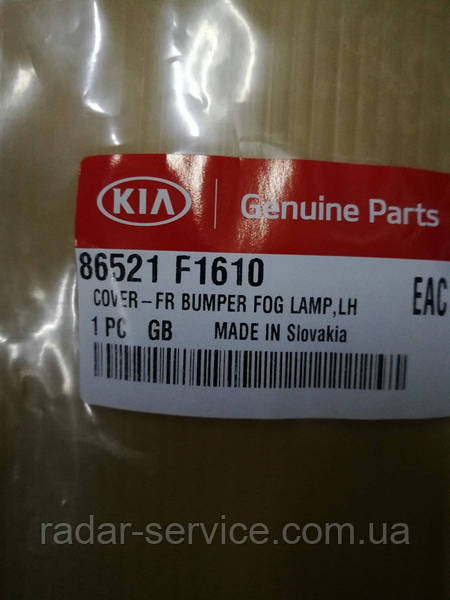 KIA Genuine Parts
86521 F1610
COVER-FR BUMPER FOG LAMP,LH
EAC
1 PC GB MADE IN Slovakia
radar-service.com.ua